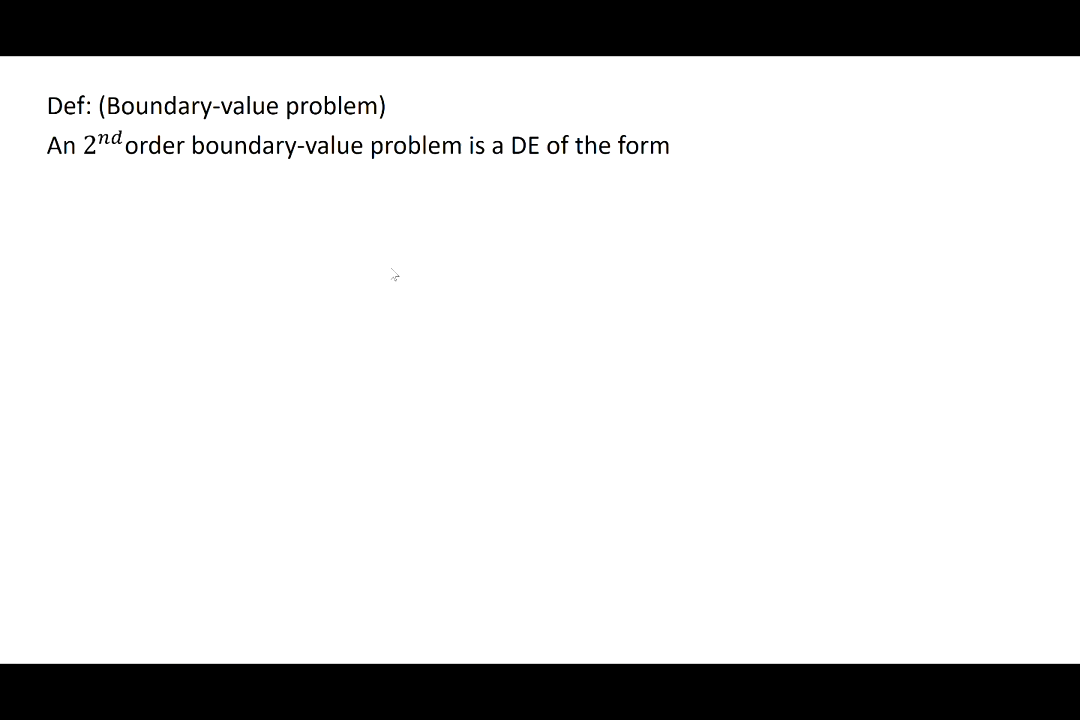 Def: (Boundary-value problem)
An 2ⁿᵈ order boundary-value problem is a DE of the form